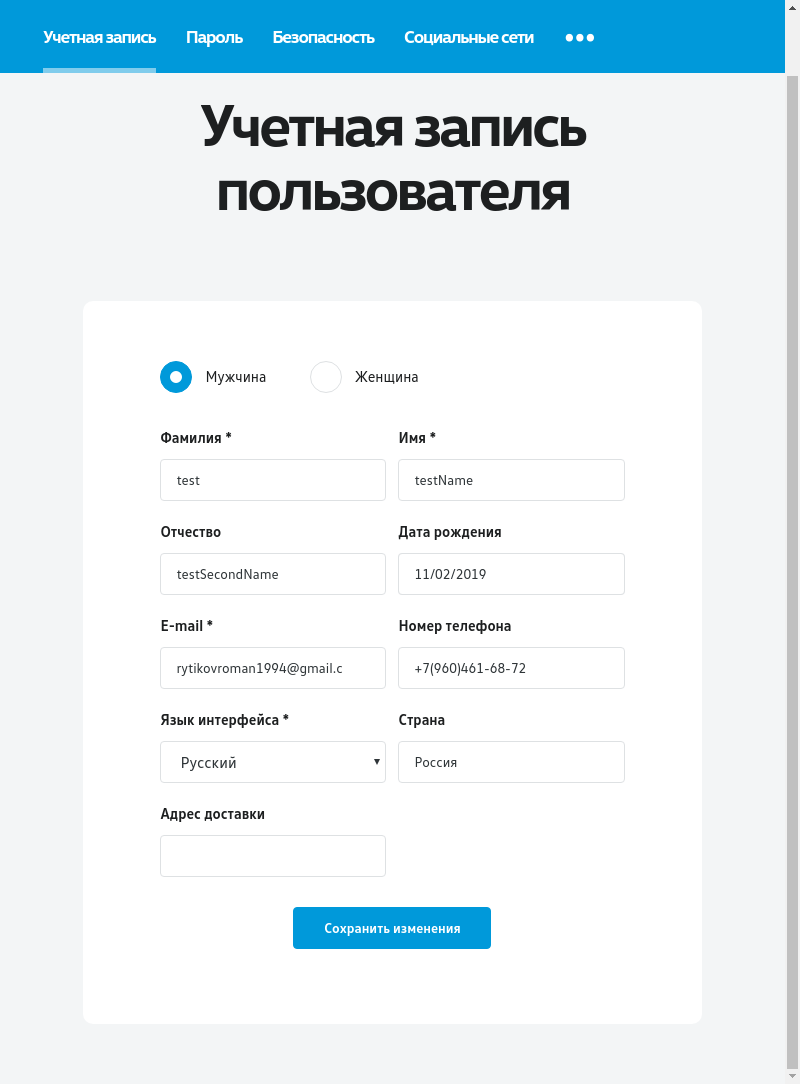 Учетная запись Пароль Безопасность Социальные сети
Учетная запись
пользователя
Мужчина Женщина
Фамилия * Имя *
test testName
Отчество Дата рождения
testSecondName 11/02/2019
E-mail * Номер телефона
rytikovroman1994@gmail.c +7(960)461-68-72
Язык интерфейса * Страна
Русский Россия
Адрес доставки
Сохранить изменения